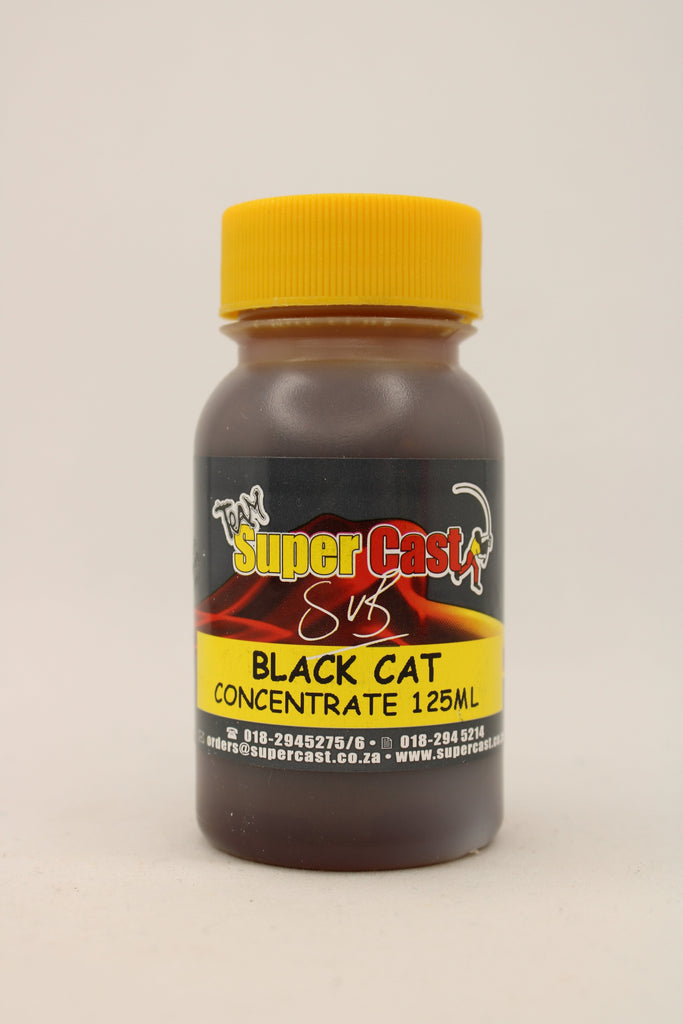 TEAM
Super Cast
SvB
BLACK CAT
CONCENTRATE 125ML
☎ 018-2945275/6 • 018-294 5214
orders@supercast.co.za • www.supercast.co.